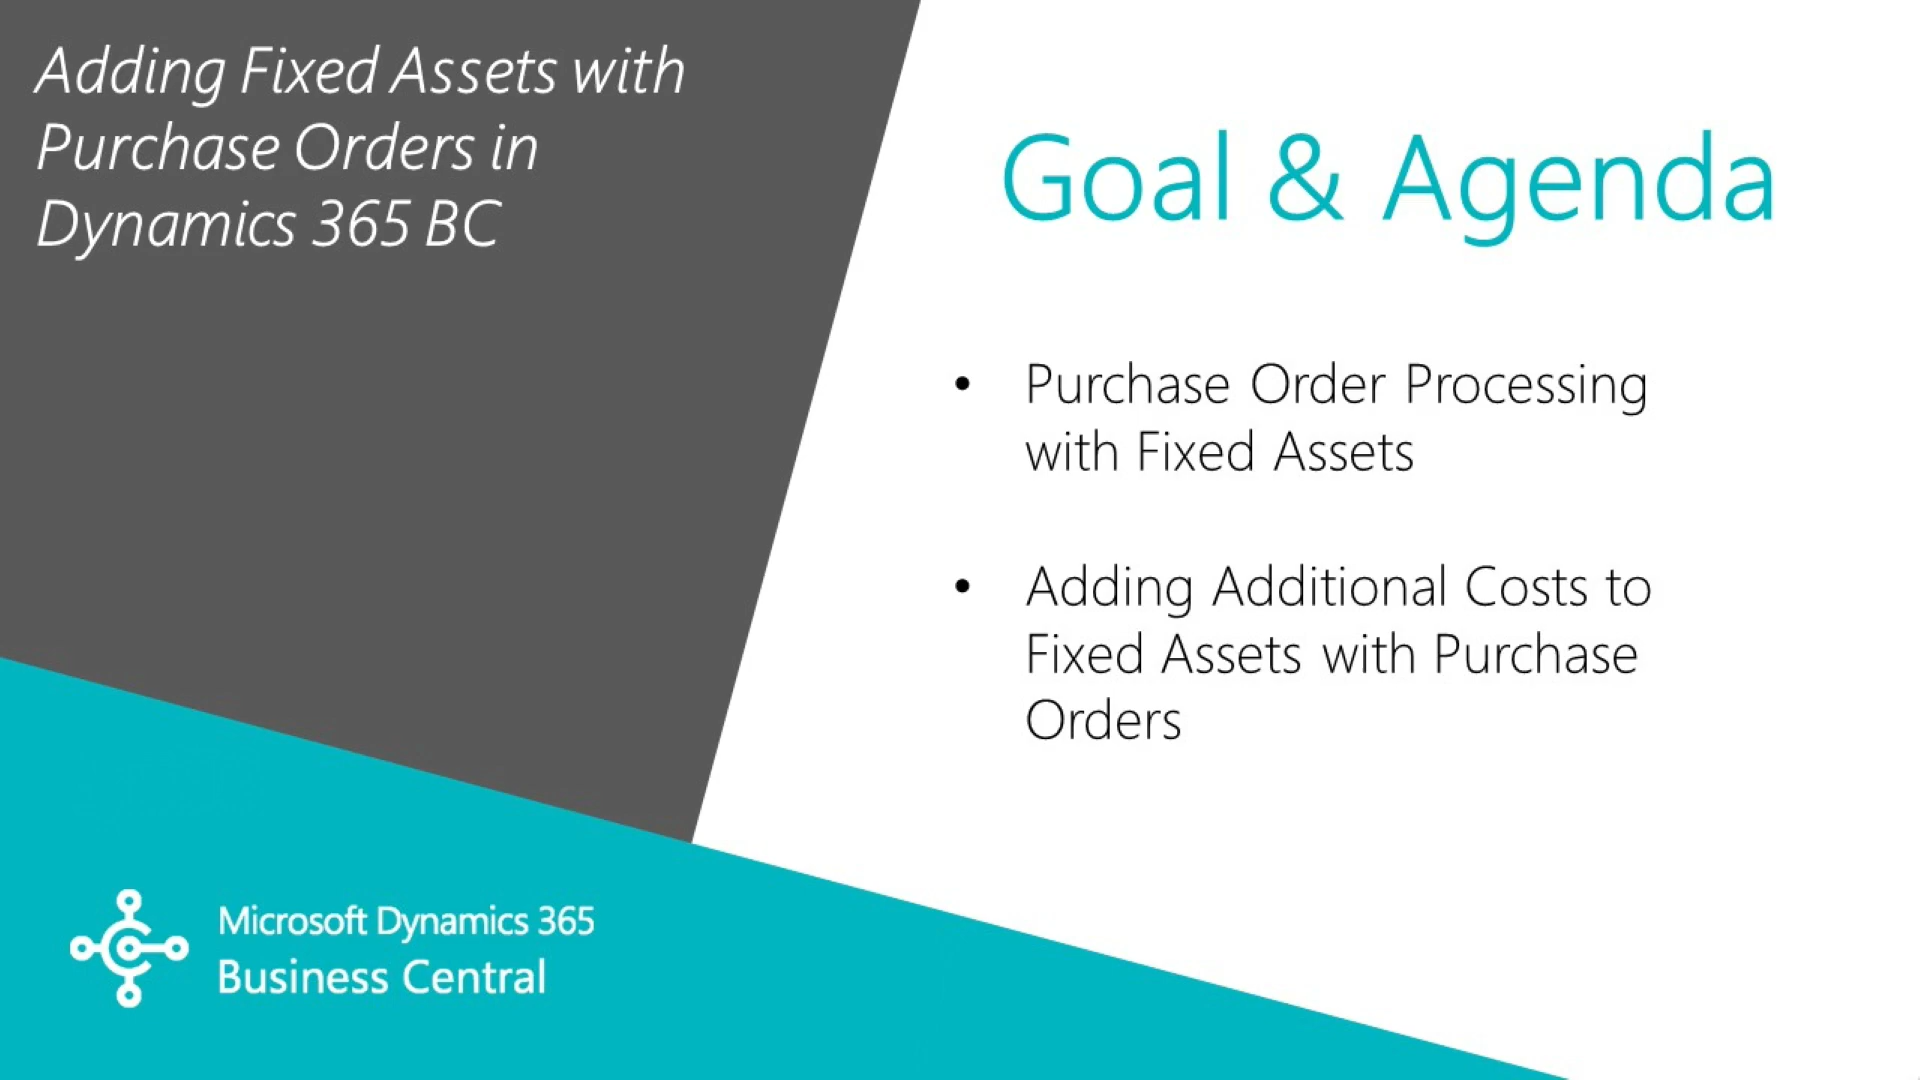 Adding Fixed Assets with
Purchase Orders in
Dynamics 365 BC
Goal & Agenda
• Purchase Order Processing
with Fixed Assets
• Adding Additional Costs to
Fixed Assets with Purchase
Orders
Microsoft Dynamics 365
Business Central